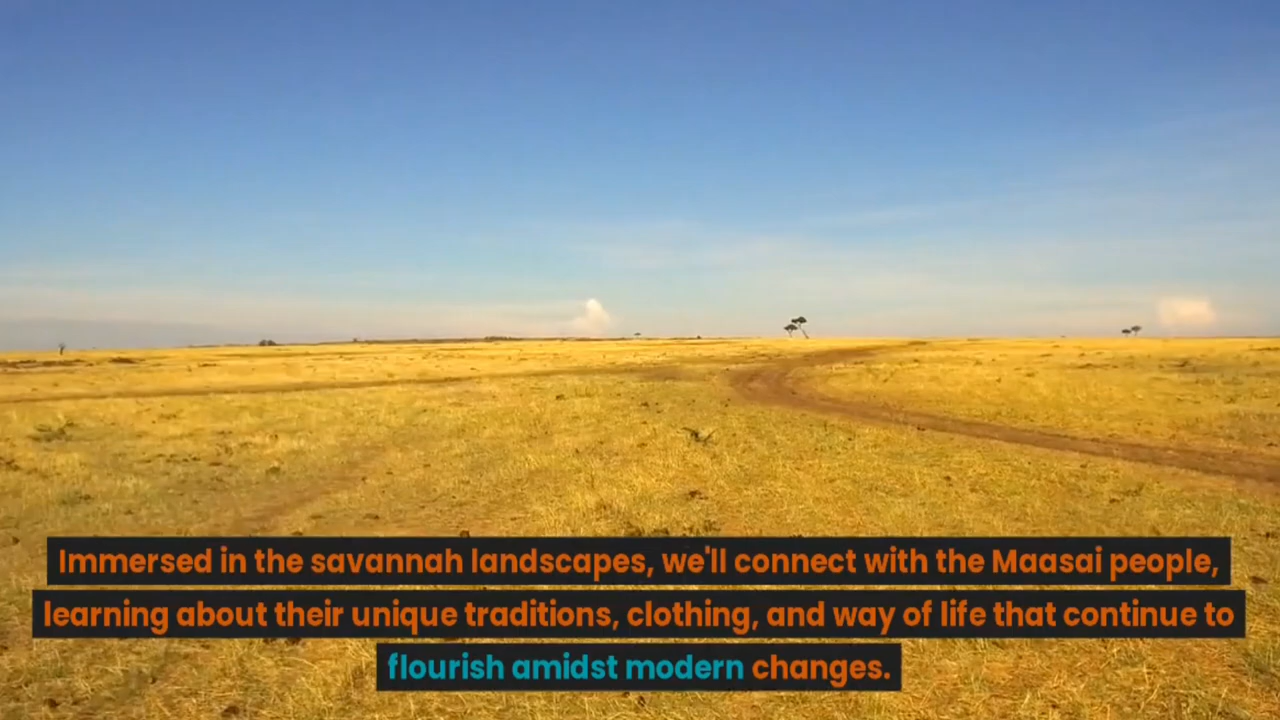 Immersed in the savannah landscapes, we'll connect with the Maasai people,
learning about their unique traditions, clothing, and way of life that continue to
flourish amidst modern changes.